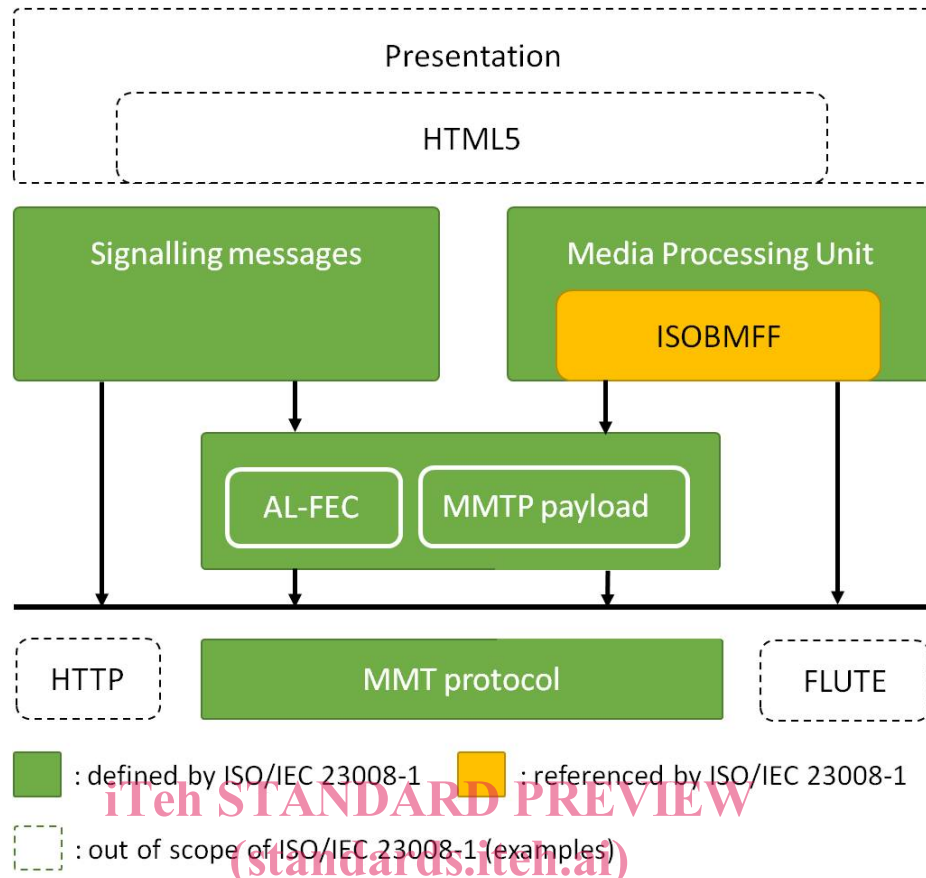 Presentation
HTML5
Signalling messages
Media Processing Unit
ISOBMFF
AL-FEC
MMTP payload
HTTP
MMT protocol
FLUTE
: defined by ISO/IEC 23008-1
: referenced by ISO/IEC 23008-1
iTeh STANDARD PREVIEW
: out of scope of ISO/IEC 23008-1 (examples)
(standards.iteh.ai)